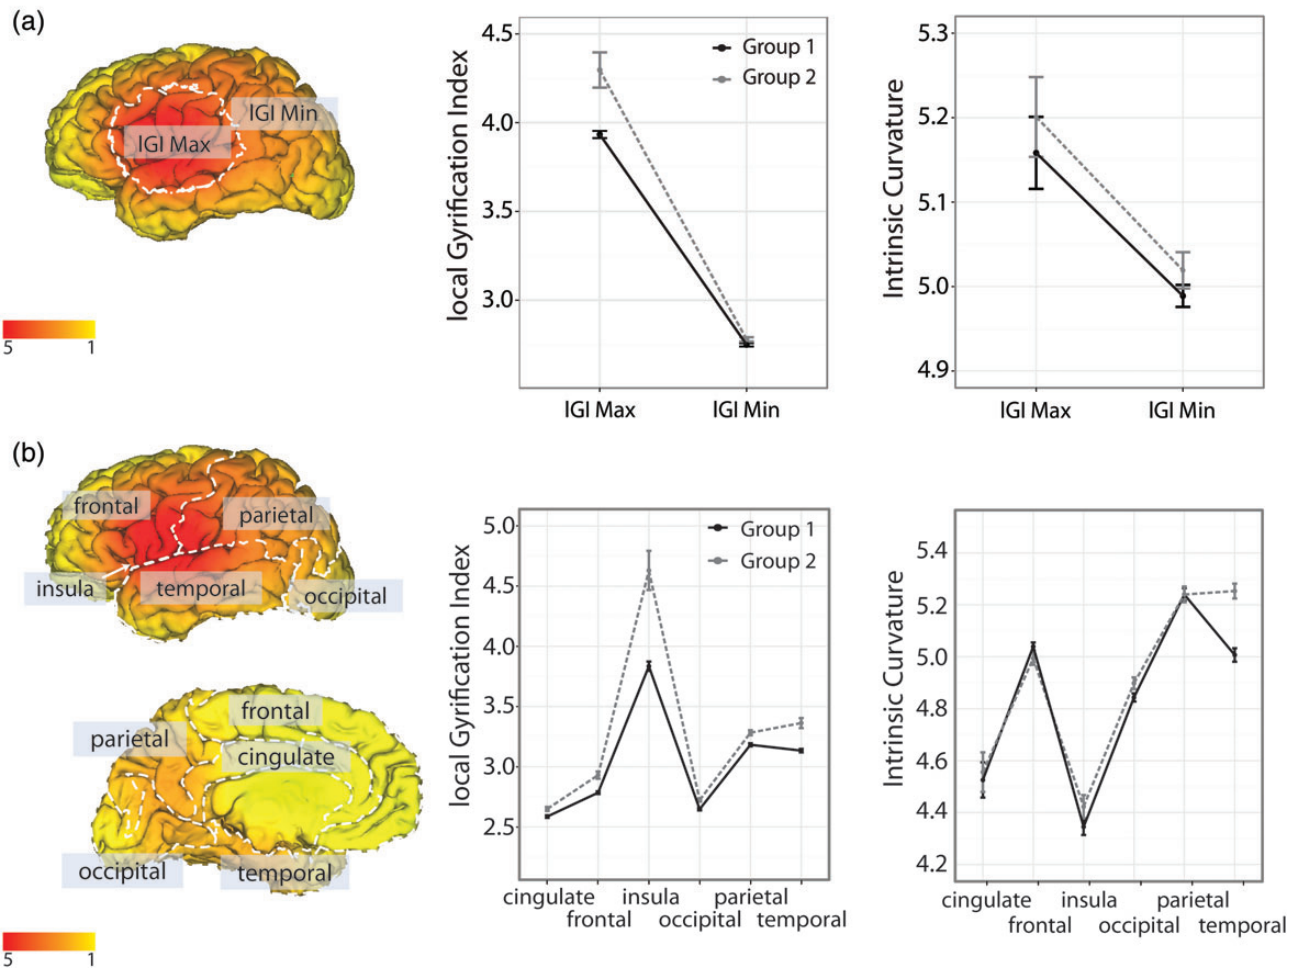 (a)
lGI Min
lGI Max
5 1
local Gyrification Index
4.5
4.0
3.5
3.0
Group 1
Group 2
lGI Max lGI Min
Intrinsic Curvature
5.3
5.2
5.1
5.0
4.9
lGI Max lGI Min
(b)
frontal
parietal
insula
temporal
occipital
frontal
parietal
cingulate
occipital
temporal
5 1
local Gyrification Index
5.0
4.5
4.0
3.5
3.0
2.5
Group 1
Group 2
cingulate insula parietal
frontal occipital temporal
Intrinsic Curvature
5.4
5.2
5.0
4.8
4.6
4.4
4.2
cingulate insula parietal
frontal occipital temporal